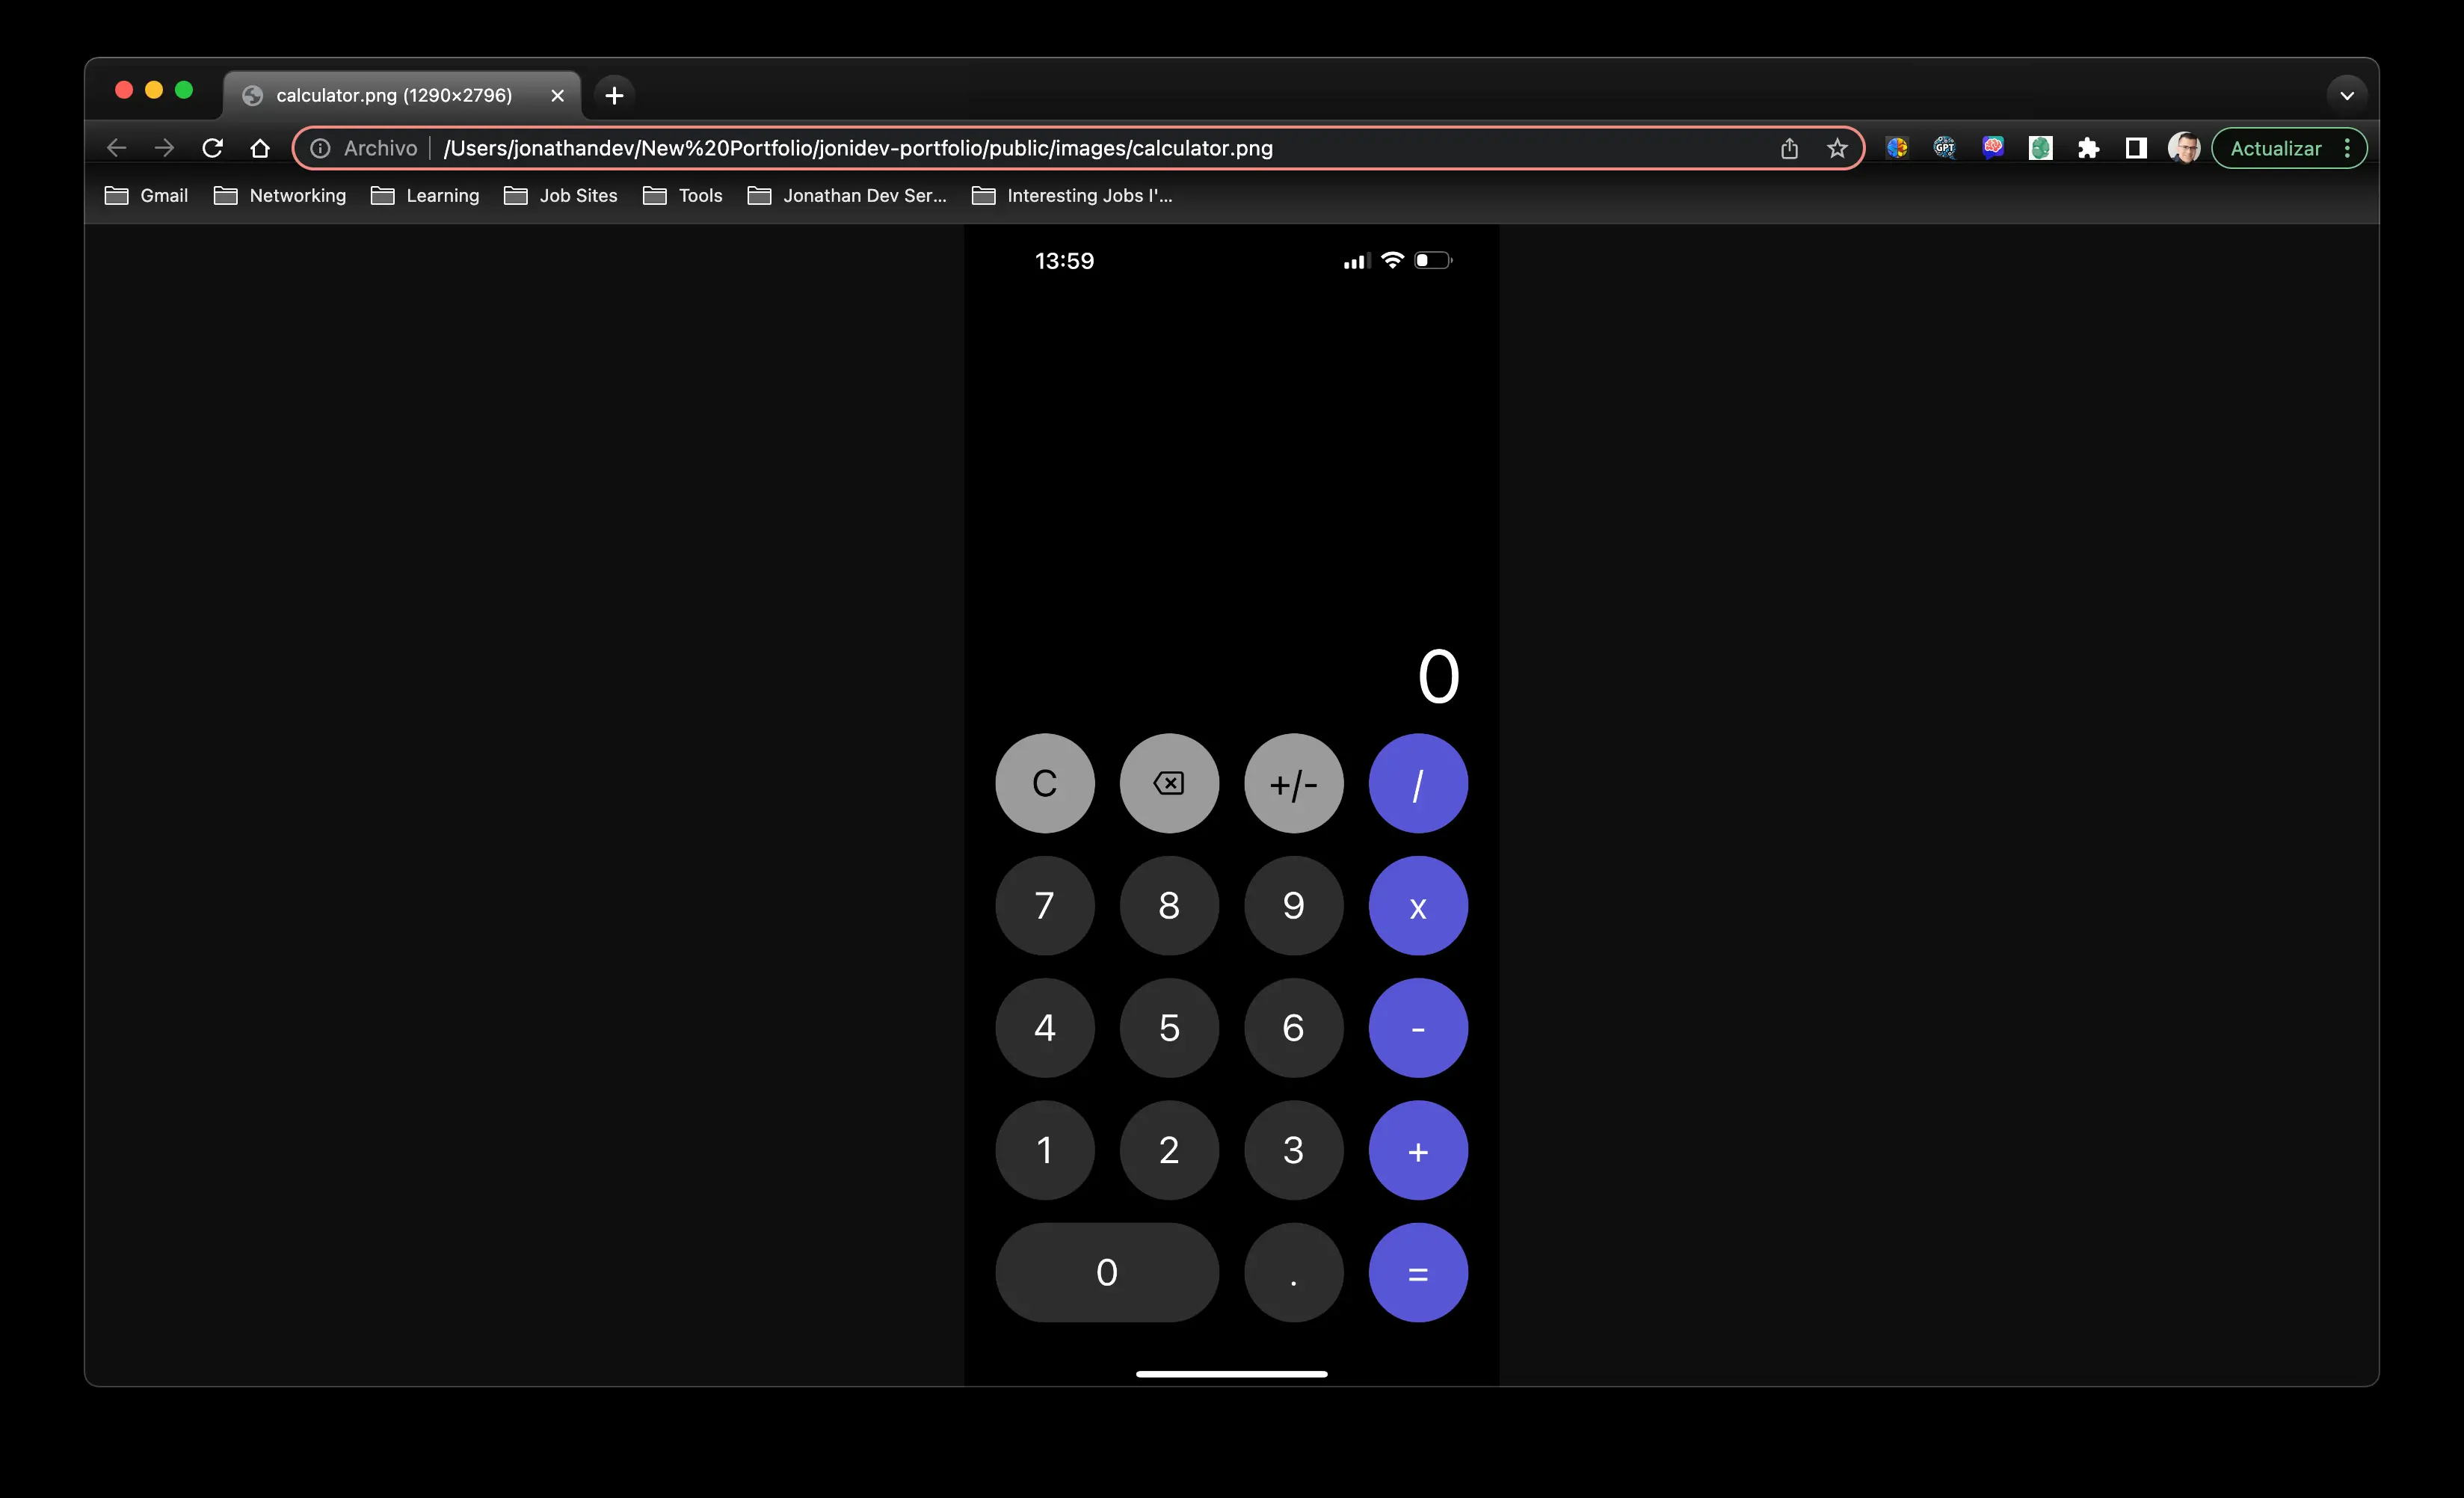 calculator.png (1290×2796)
Archivo /Users/jonathandev/New%20Portfolio/jonidev-portfolio/public/images/calculator.png GPT Actualizar
Gmail Networking Learning Job Sites Tools Jonathan Dev Ser... Interesting Jobs I'...
13:59
0
C +/- /
7 8 9 x
4 5 6 -
1 2 3 +
0 . =